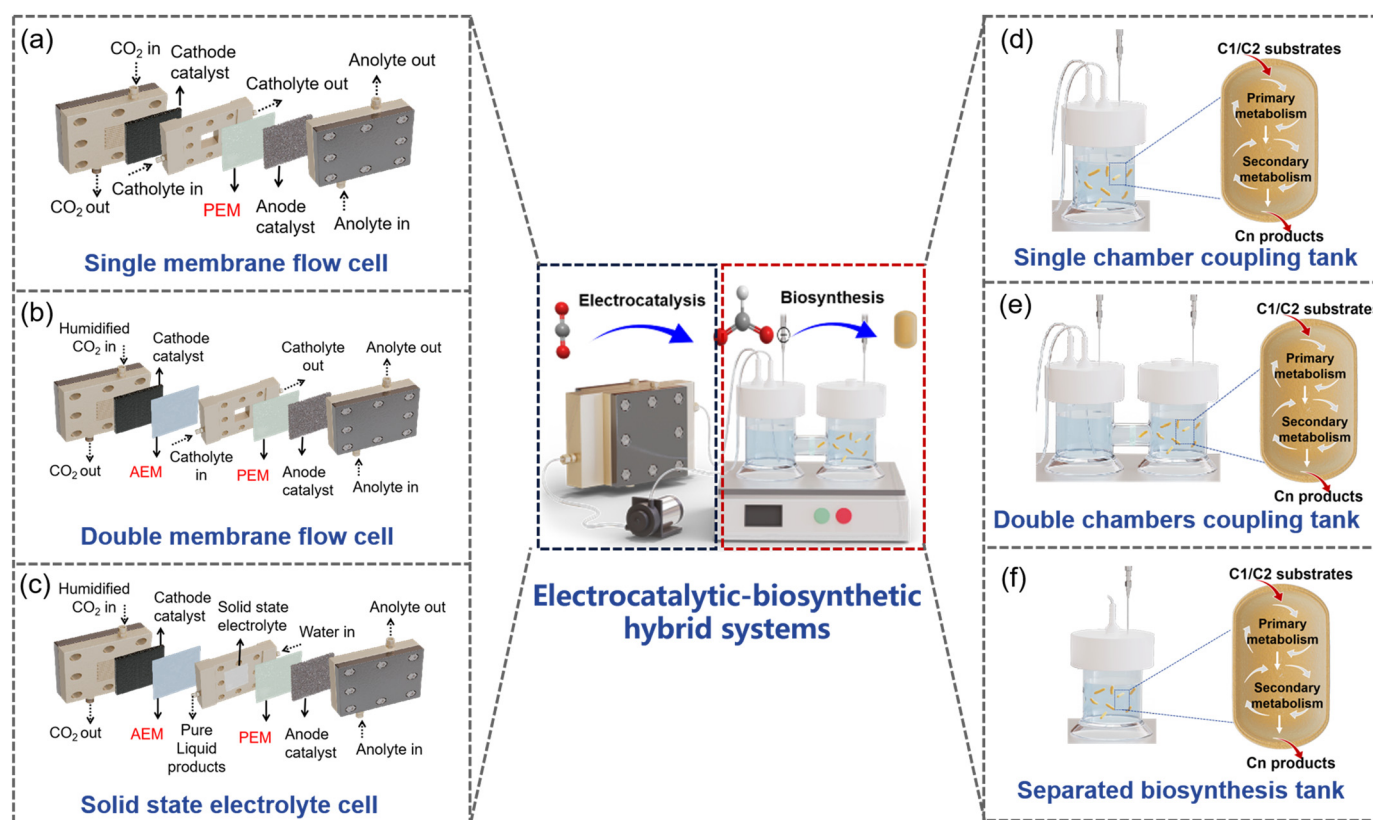 (a)
CO₂ in
Cathode
catalyst
Catholyte out
Anolyte out
CO₂ out
Catholyte in
PEM
Anode
catalyst
Anolyte in
Single membrane flow cell
(b)
Humidified
CO₂ in
Cathode
catalyst
Catholyte
out
Anolyte out
CO₂ out
AEM
Catholyte
in
PEM
Anode
catalyst
Anolyte in
Double membrane flow cell
(c)
Humidified
CO₂ in
Cathode
catalyst
Solid state
electrolyte
Water in
Anolyte out
CO₂ out
AEM
Pure
Liquid
products
PEM
Anode
catalyst
Anolyte in
Solid state electrolyte cell
Electrocatalysis
Biosynthesis
Electrocatalytic-biosynthetic
hybrid systems
(d)
C1/C2 substrates
Primary
metabolism
Secondary
metabolism
Cn products
Single chamber coupling tank
(e)
C1/C2 substrates
Primary
metabolism
Secondary
metabolism
Cn products
Double chambers coupling tank
(f)
C1/C2 substrates
Primary
metabolism
Secondary
metabolism
Cn products
Separated biosynthesis tank